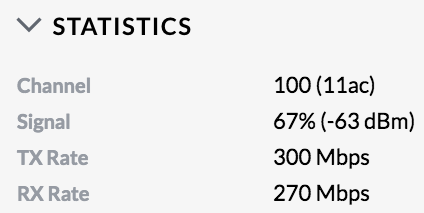 STATISTICS
Channel 100 (11ac)
Signal 67% (-63 dBm)
TX Rate 300 Mbps
RX Rate 270 Mbps